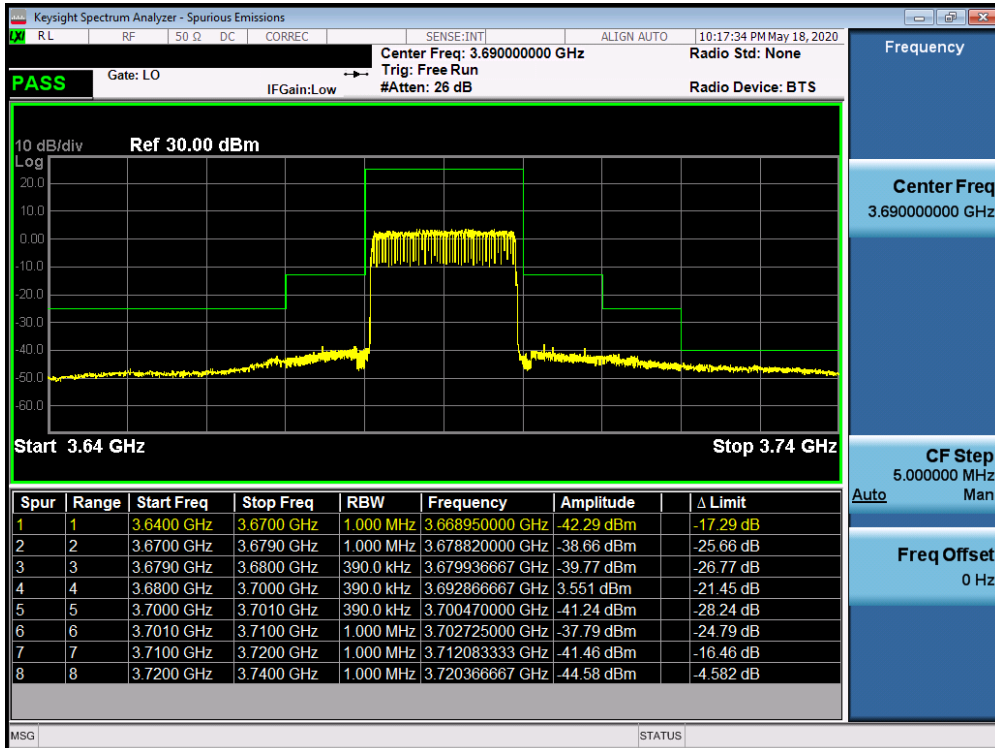 Keysight Spectrum Analyzer - Spurious Emissions
LXI RL RF 50 Ω DC CORREC SENSE:INT ALIGN AUTO 10:17:34 PM May 18, 2020
Center Freq: 3.690000000 GHz Radio Std: None
Gate: LO Trig: Free Run
PASS IFGain:Low #Atten: 26 dB Radio Device: BTS
10 dB/div Ref 30.00 dBm
Log
20.0
10.0
0.00
-10.0
-20.0
-30.0
-40.0
-50.0
-60.0
Start 3.64 GHz Stop 3.74 GHz
Spur Range Start Freq Stop Freq RBW Frequency Amplitude Δ Limit
1 1 3.6400 GHz 3.6700 GHz 1.000 MHz 3.668950000 GHz -42.29 dBm -17.29 dB
2 2 3.6700 GHz 3.6790 GHz 1.000 MHz 3.678820000 GHz -38.66 dBm -25.66 dB
3 3 3.6790 GHz 3.6800 GHz 390.0 kHz 3.679936667 GHz -39.77 dBm -26.77 dB
4 4 3.6800 GHz 3.7000 GHz 390.0 kHz 3.692866667 GHz 3.551 dBm -21.45 dB
5 5 3.7000 GHz 3.7010 GHz 390.0 kHz 3.700470000 GHz -41.24 dBm -28.24 dB
6 6 3.7010 GHz 3.7100 GHz 1.000 MHz 3.702725000 GHz -37.79 dBm -24.79 dB
7 7 3.7100 GHz 3.7200 GHz 1.000 MHz 3.712083333 GHz -41.46 dBm -16.46 dB
8 8 3.7200 GHz 3.7400 GHz 1.000 MHz 3.720366667 GHz -44.58 dBm -4.582 dB
MSG STATUS
Frequency
Center Freq
3.690000000 GHz
CF Step
5.000000 MHz
Auto Man
Freq Offset
0 Hz